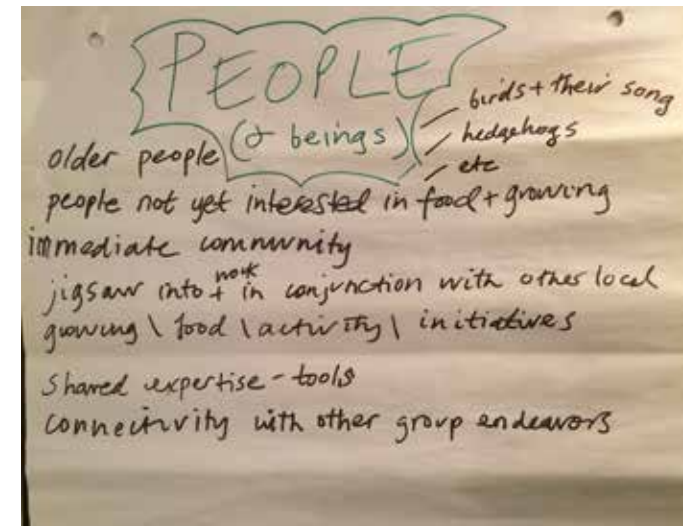 PEOPLE
(+ beings)
birds + their song
hedgehogs
etc
older people
people not yet interested in food + growing
immediate community
jigsaw into + work in conjunction with other local
growing \ food \ activity \ initiatives
Shared expertise - tools
connectivity with other group endeavors